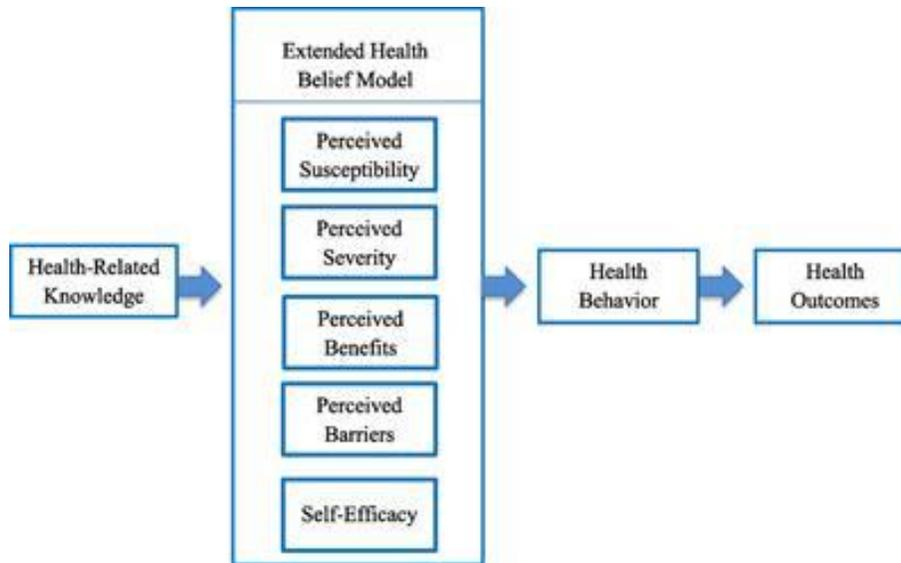 Extended Health
Belief Model
Perceived
Susceptibility
Perceived
Severity
Health-Related
Knowledge
Health
Behavior
Health
Outcomes
Perceived
Benefits
Perceived
Barriers
Self-Efficacy